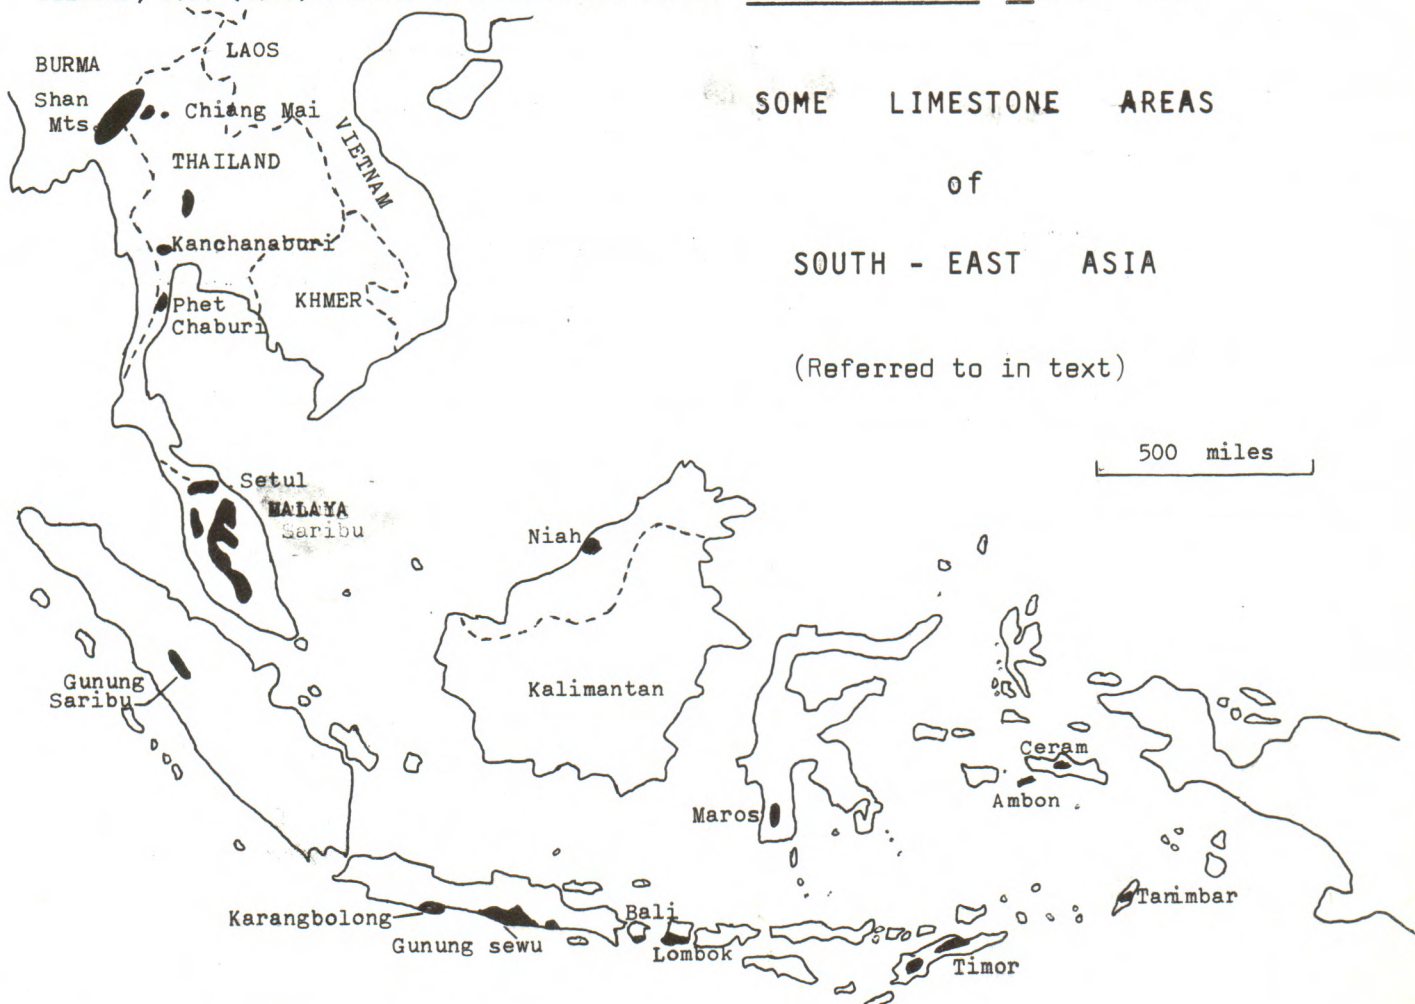 SOME LIMESTONE AREAS
of
SOUTH - EAST ASIA
(Referred to in text)
500 miles
LAOS
BURMA
Shan
Mts.
Chiang Mai
VIETNAM
THAILAND
Kanchanaburi
KHMER
Phet
Chaburi
Setul
MALAYA
Saribu
Niah
Gunung
Saribu
Kalimantan
Ceram
Ambon
Maros
Tanimbar
Karangbolong
Gunung sewu
Bali
Lombok
Timor